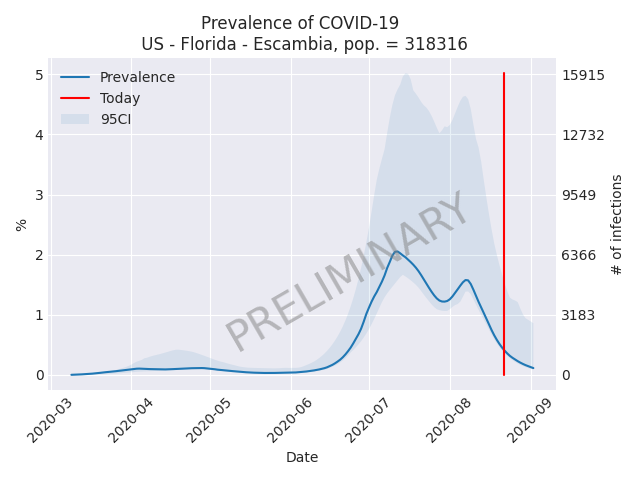 Prevalence of COVID-19
US - Florida - Escambia, pop. = 318316
Prevalence
Today
95CI
5
4
3
2
1
0
%
15915
12732
9549
6366
3183
0
# of infections
PRELIMINARY
2020-03
2020-04
2020-05
2020-06
2020-07
2020-08
2020-09
Date